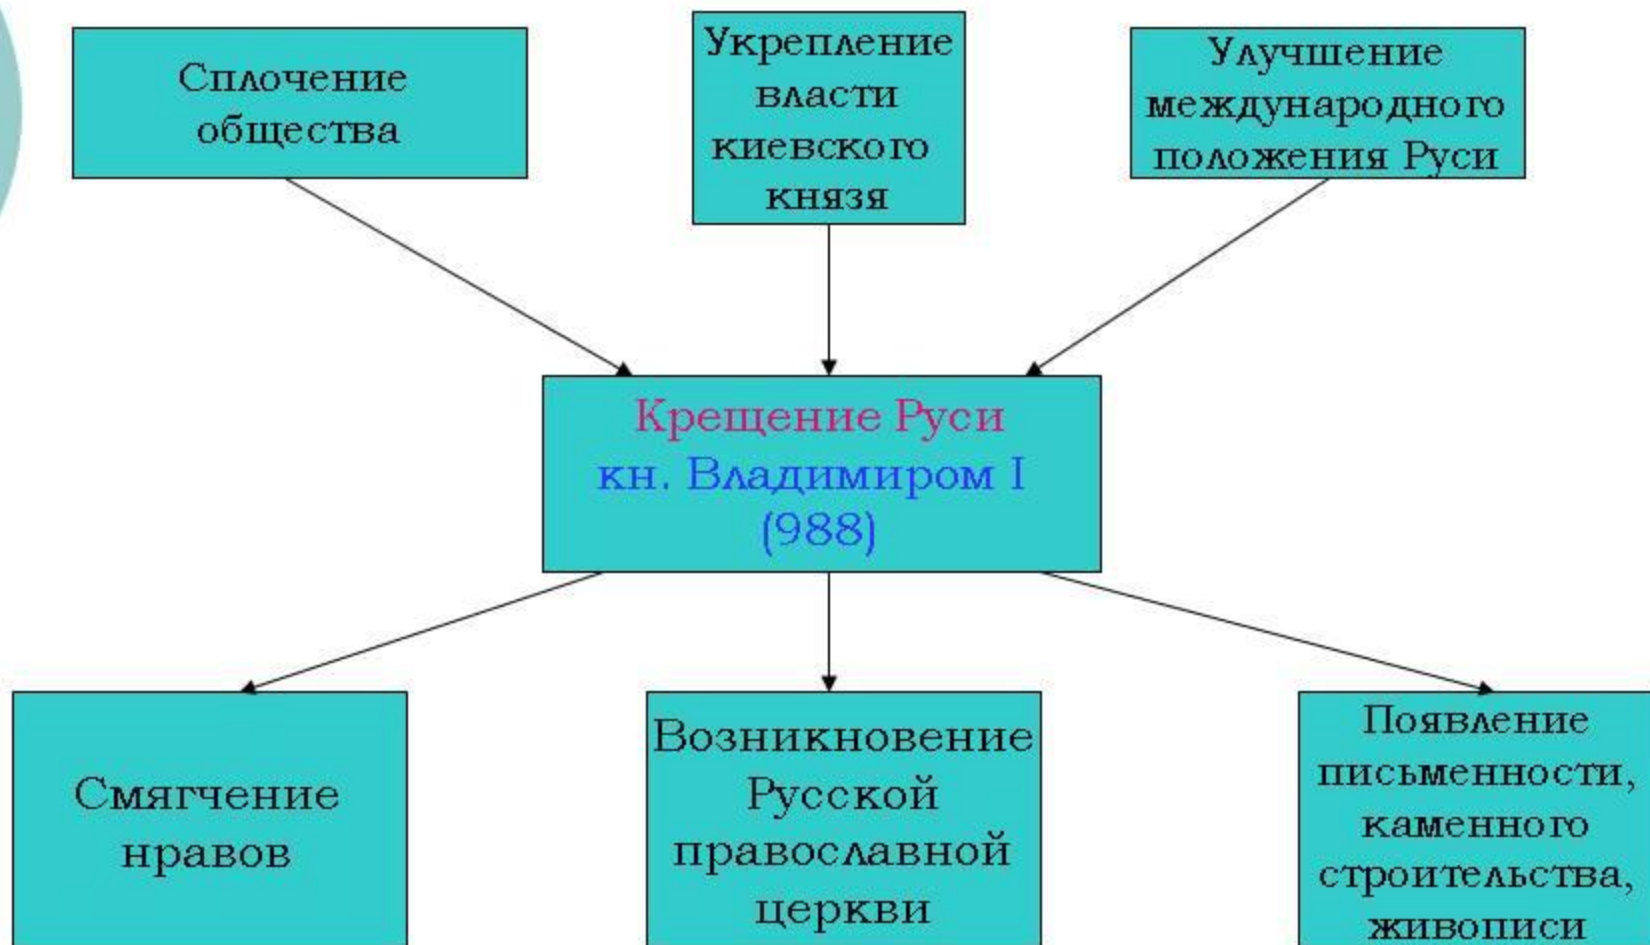 Сплочение
общества
Укрепление
власти
киевского
князя
Улучшение
международного
положения Руси
Крещение Руси
кн. Владимиром I
(988)
Смягчение
нравов
Возникновение
Русской
православной
церкви
Появление
письменности,
каменного
строительства,
живописи